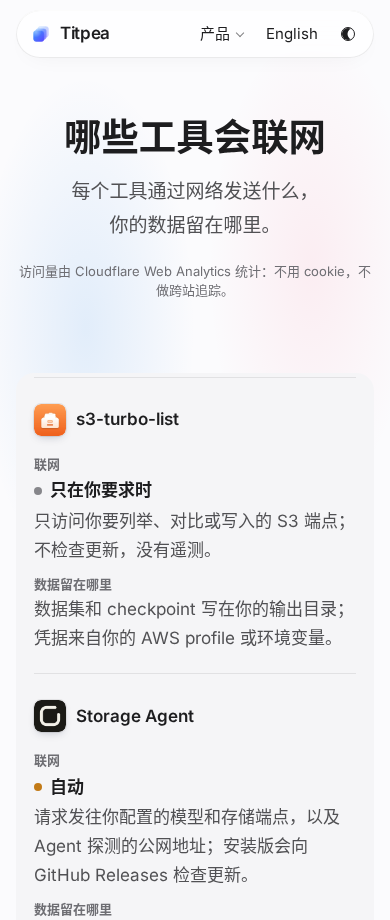 Titpea
产品
English
哪些工具会联网
每个工具通过网络发送什么，
你的数据留在哪里。
访问量由 Cloudflare Web Analytics 统计：不用 cookie，不
做跨站追踪。
s3-turbo-list
联网
只在你要求时
只访问你要列举、对比或写入的 S3 端点；
不检查更新，没有遥测。
数据留在哪里
数据集和 checkpoint 写在你的输出目录；
凭据来自你的 AWS profile 或环境变量。
Storage Agent
联网
自动
请求发往你配置的模型和存储端点，以及
Agent 探测的公网地址；安装版会向
GitHub Releases 检查更新。
数据留在哪里